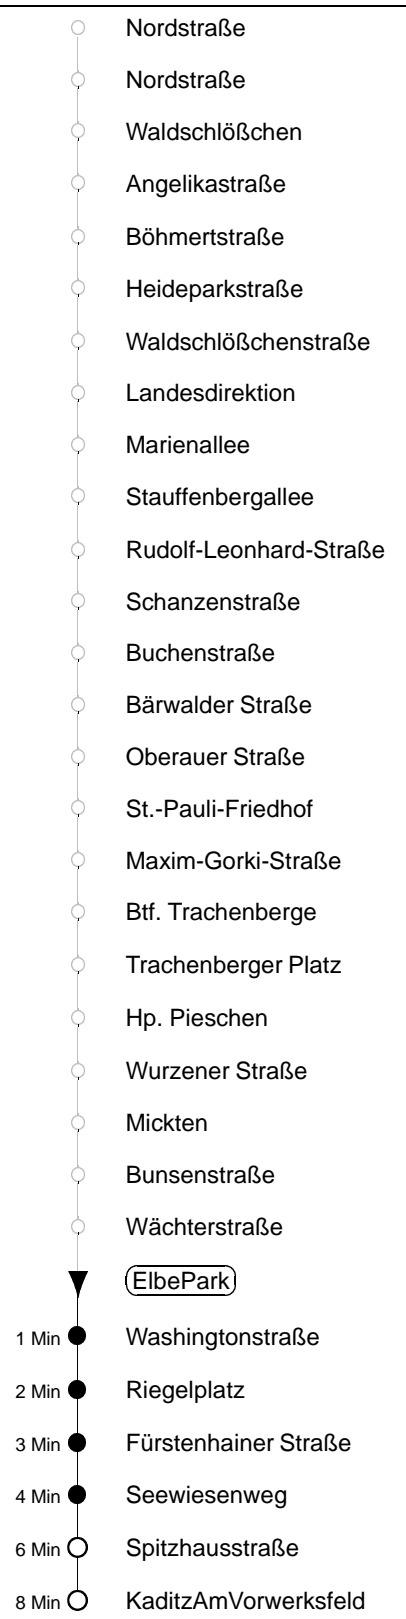 Nordstraße
Nordstraße
Waldschlößchen
Angelikastraße
Böhmertstraße
Heideparkstraße
Waldschlößchenstraße
Landesdirektion
Marienallee
Stauffenbergallee
Rudolf-Leonhard-Straße
Schanzenstraße
Buchenstraße
Bärwalder Straße
Oberauer Straße
St.-Pauli-Friedhof
Maxim-Gorki-Straße
Btf. Trachenberge
Trachenberger Platz
Hp. Pieschen
Wurzener Straße
Mickten
Bunsenstraße
Wächterstraße
ElbePark
1 Min Washingtonstraße
2 Min Riegelplatz
3 Min Fürstenhainer Straße
4 Min Seewiesenweg
6 Min Spitzhausstraße
8 Min KaditzAmVorwerksfeld